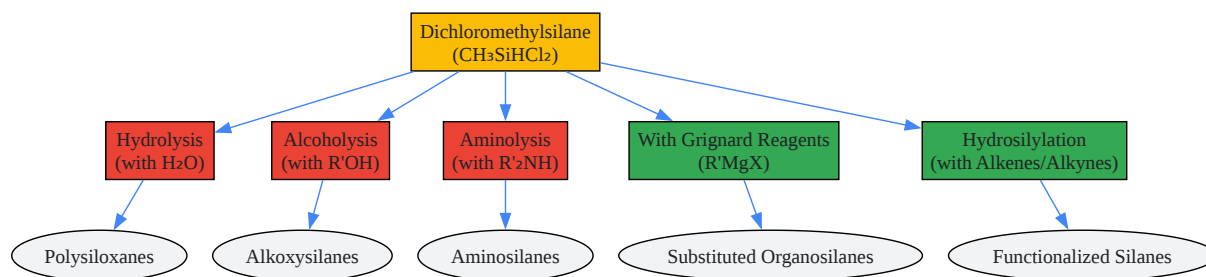 Dichloromethylsilane
(CH₃SiHCl₂)
Hydrolysis
(with H₂O)
Alcoholysis
(with R'OH)
Aminolysis
(with R'₂NH)
With Grignard Reagents
(R'MgX)
Hydrosilylation
(with Alkenes/Alkynes)
Polysiloxanes
Alkoxysilanes
Aminosilanes
Substituted Organosilanes
Functionalized Silanes